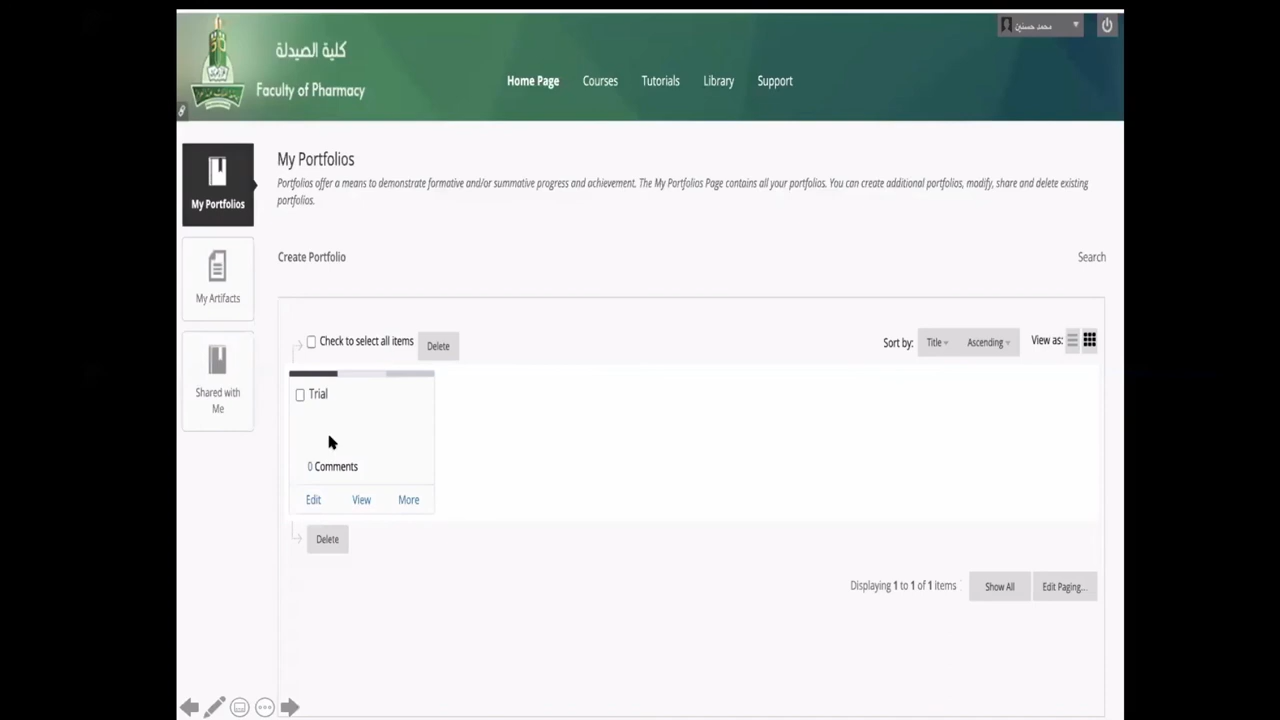 محمد حسنين
كلية الصيدلة
Faculty of Pharmacy
Home Page
Courses
Tutorials
Library
Support
My Portfolios
My Artifacts
Shared with
Me
My Portfolios
Portfolios offer a means to demonstrate formative and/or summative progress and achievement. The My Portfolios Page contains all your portfolios. You can create additional portfolios, modify, share and delete existing
portfolios.
Create Portfolio
Search
Check to select all items
Delete
Sort by:
Title
Ascending
View as:
Trial
0 Comments
Edit
View
More
Delete
Displaying 1 to 1 of 1 items
Show All
Edit Paging...